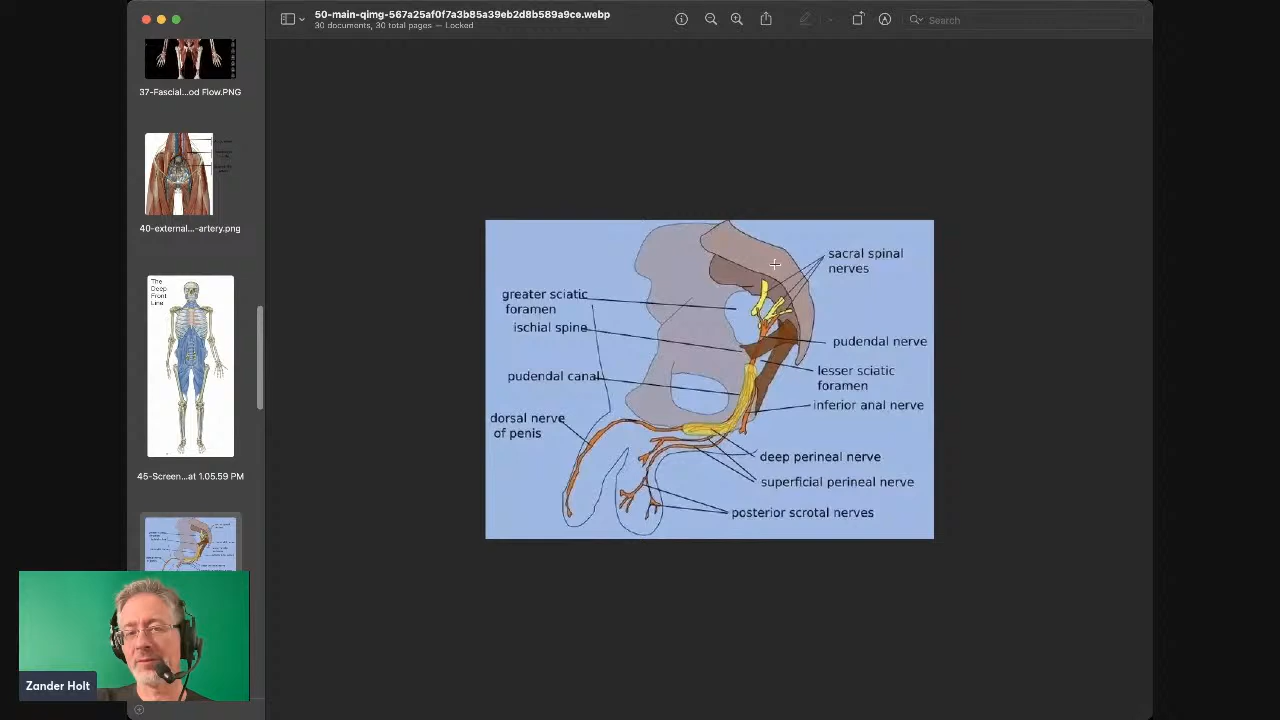 50-main-qimg-567a25af0f7a3b85a39eb2d8b589a9ce.webp
30 documents, 30 total pages — Locked
Search
37-Fascial...od Flow.PNG
40-external...-artery.png
The
Deep
Front
Line
45-Screen...at 1.05.59 PM
sacral spinal
nerves
greater sciatic
foramen
ischial spine
pudendal nerve
lesser sciatic
foramen
pudendal canal
inferior anal nerve
dorsal nerve
of penis
deep perineal nerve
superficial perineal nerve
posterior scrotal nerves
Zander Holt